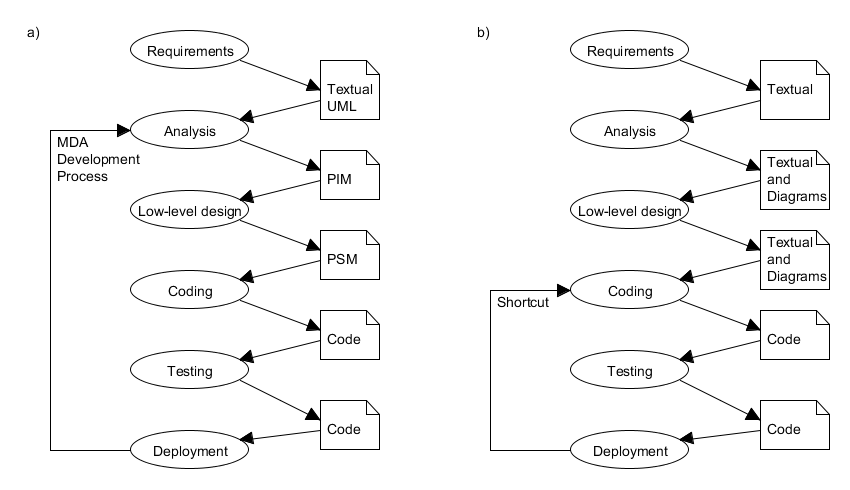 a)
Requirements
Textual
UML
Analysis
MDA
Development
Process
PIM
Low-level design
PSM
Coding
Code
Testing
Code
Deployment
b)
Requirements
Textual
Analysis
Textual
and
Diagrams
Low-level design
Textual
and
Diagrams
Coding
Shortcut
Code
Testing
Code
Deployment